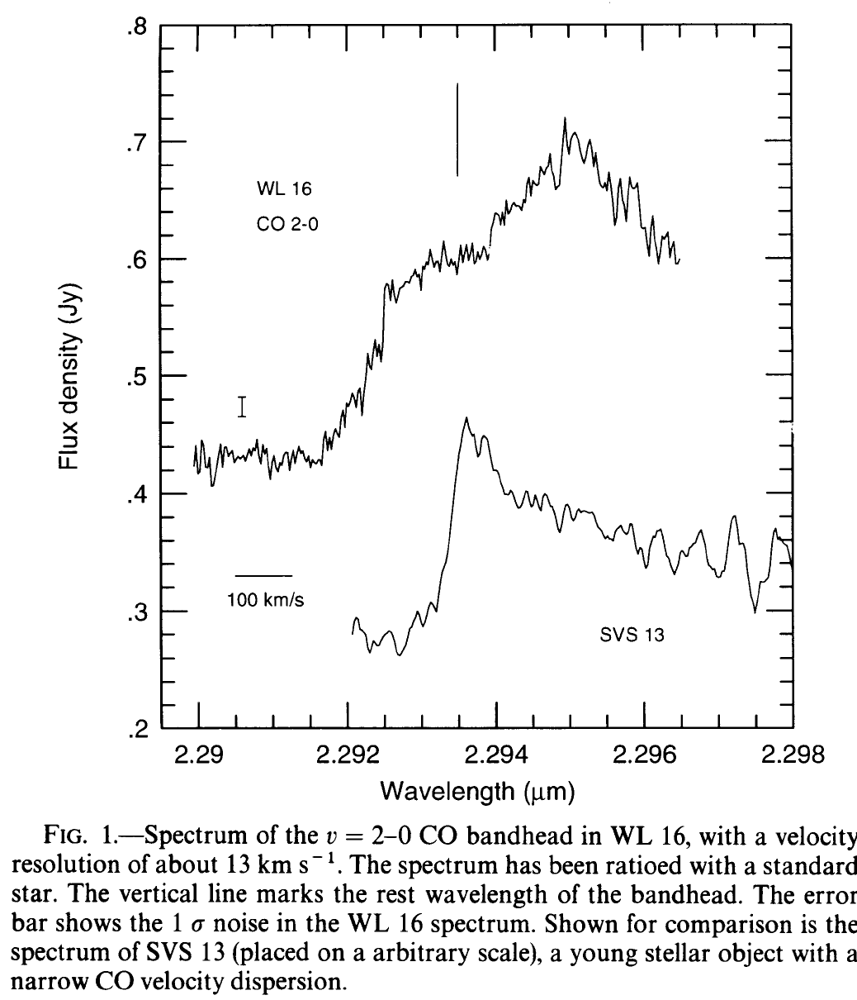 .8
.7
WL 16
CO 2-0
.6
Flux density (Jy)
.5
.4
100 km/s
.3
SVS 13
.2
2.29 2.292 2.294 2.296 2.298
Wavelength (μm)
FIG. 1.—Spectrum of the v = 2–0 CO bandhead in WL 16, with a velocity
resolution of about 13 km s⁻¹. The spectrum has been ratioed with a standard
star. The vertical line marks the rest wavelength of the bandhead. The error
bar shows the 1 σ noise in the WL 16 spectrum. Shown for comparison is the
spectrum of SVS 13 (placed on a arbitrary scale), a young stellar object with a
narrow CO velocity dispersion.